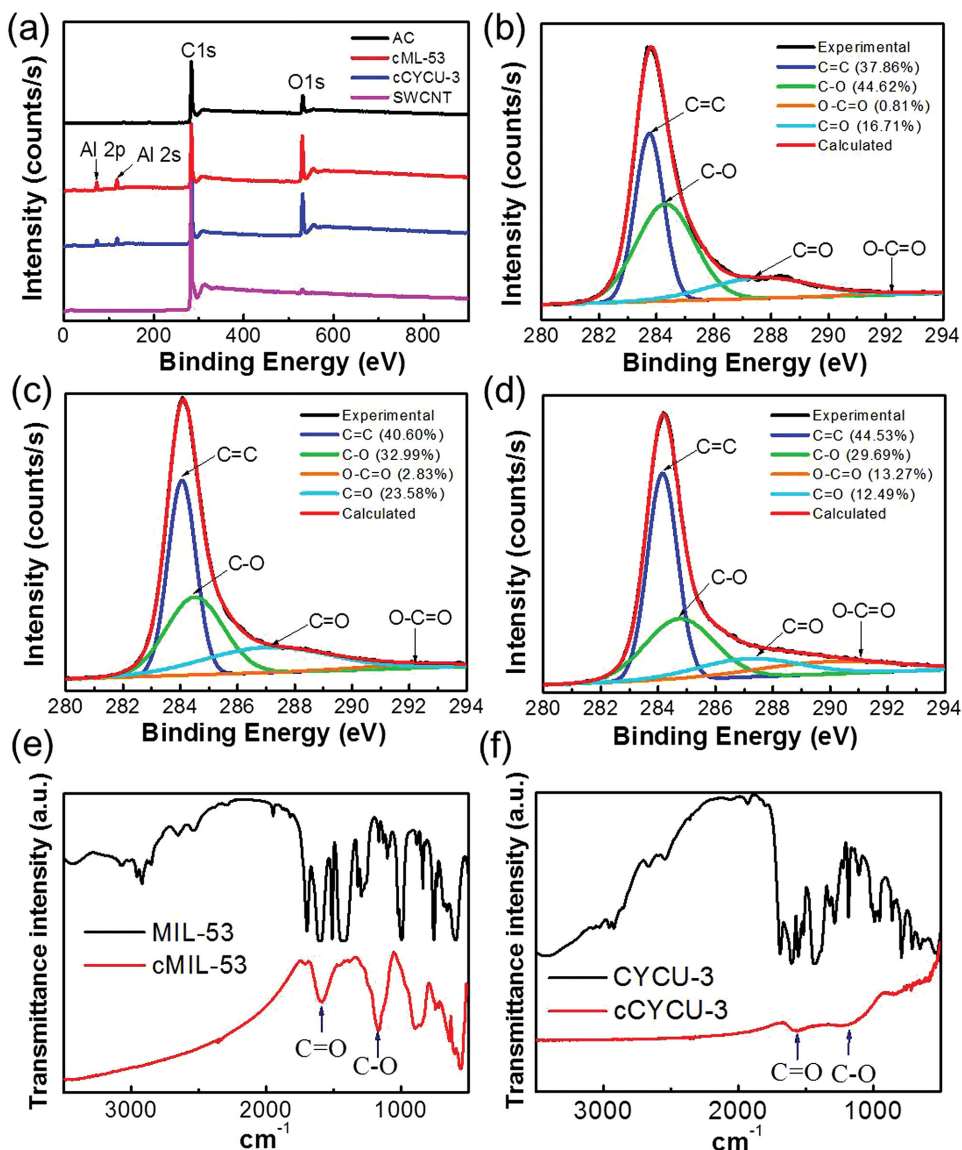 (a)
C1s
O1s
Al 2p
Al 2s
AC
cML-53
cCYCU-3
SWCNT
Intensity (counts/s)
0 200 400 600 800
Binding Energy (eV)
(b)
Experimental
C=C (37.86%)
C-O (44.62%)
O-C=O (0.81%)
C=O (16.71%)
Calculated
C=C
C-O
C=O
O-C=O
Intensity (counts/s)
280 282 284 286 288 290 292 294
Binding Energy (eV)
(c)
Experimental
C=C (40.60%)
C-O (32.99%)
O-C=O (2.83%)
C=O (23.58%)
Calculated
C=C
C-O
C=O
O-C=O
Intensity (counts/s)
280 282 284 286 288 290 292 294
Binding Energy (eV)
(d)
Experimental
C=C (44.53%)
C-O (29.69%)
O-C=O (13.27%)
C=O (12.49%)
Calculated
C=C
C-O
C=O
O-C=O
Intensity (counts/s)
280 282 284 286 288 290 292 294
Binding Energy (eV)
(e)
Transmittance intensity (a.u.)
MIL-53
cMIL-53
C=O
C-O
3000 2000 1000
cm⁻¹
(f)
Transmittance intensity (a.u.)
CYCU-3
cCYCU-3
C=O
C-O
3000 2000 1000
cm⁻¹